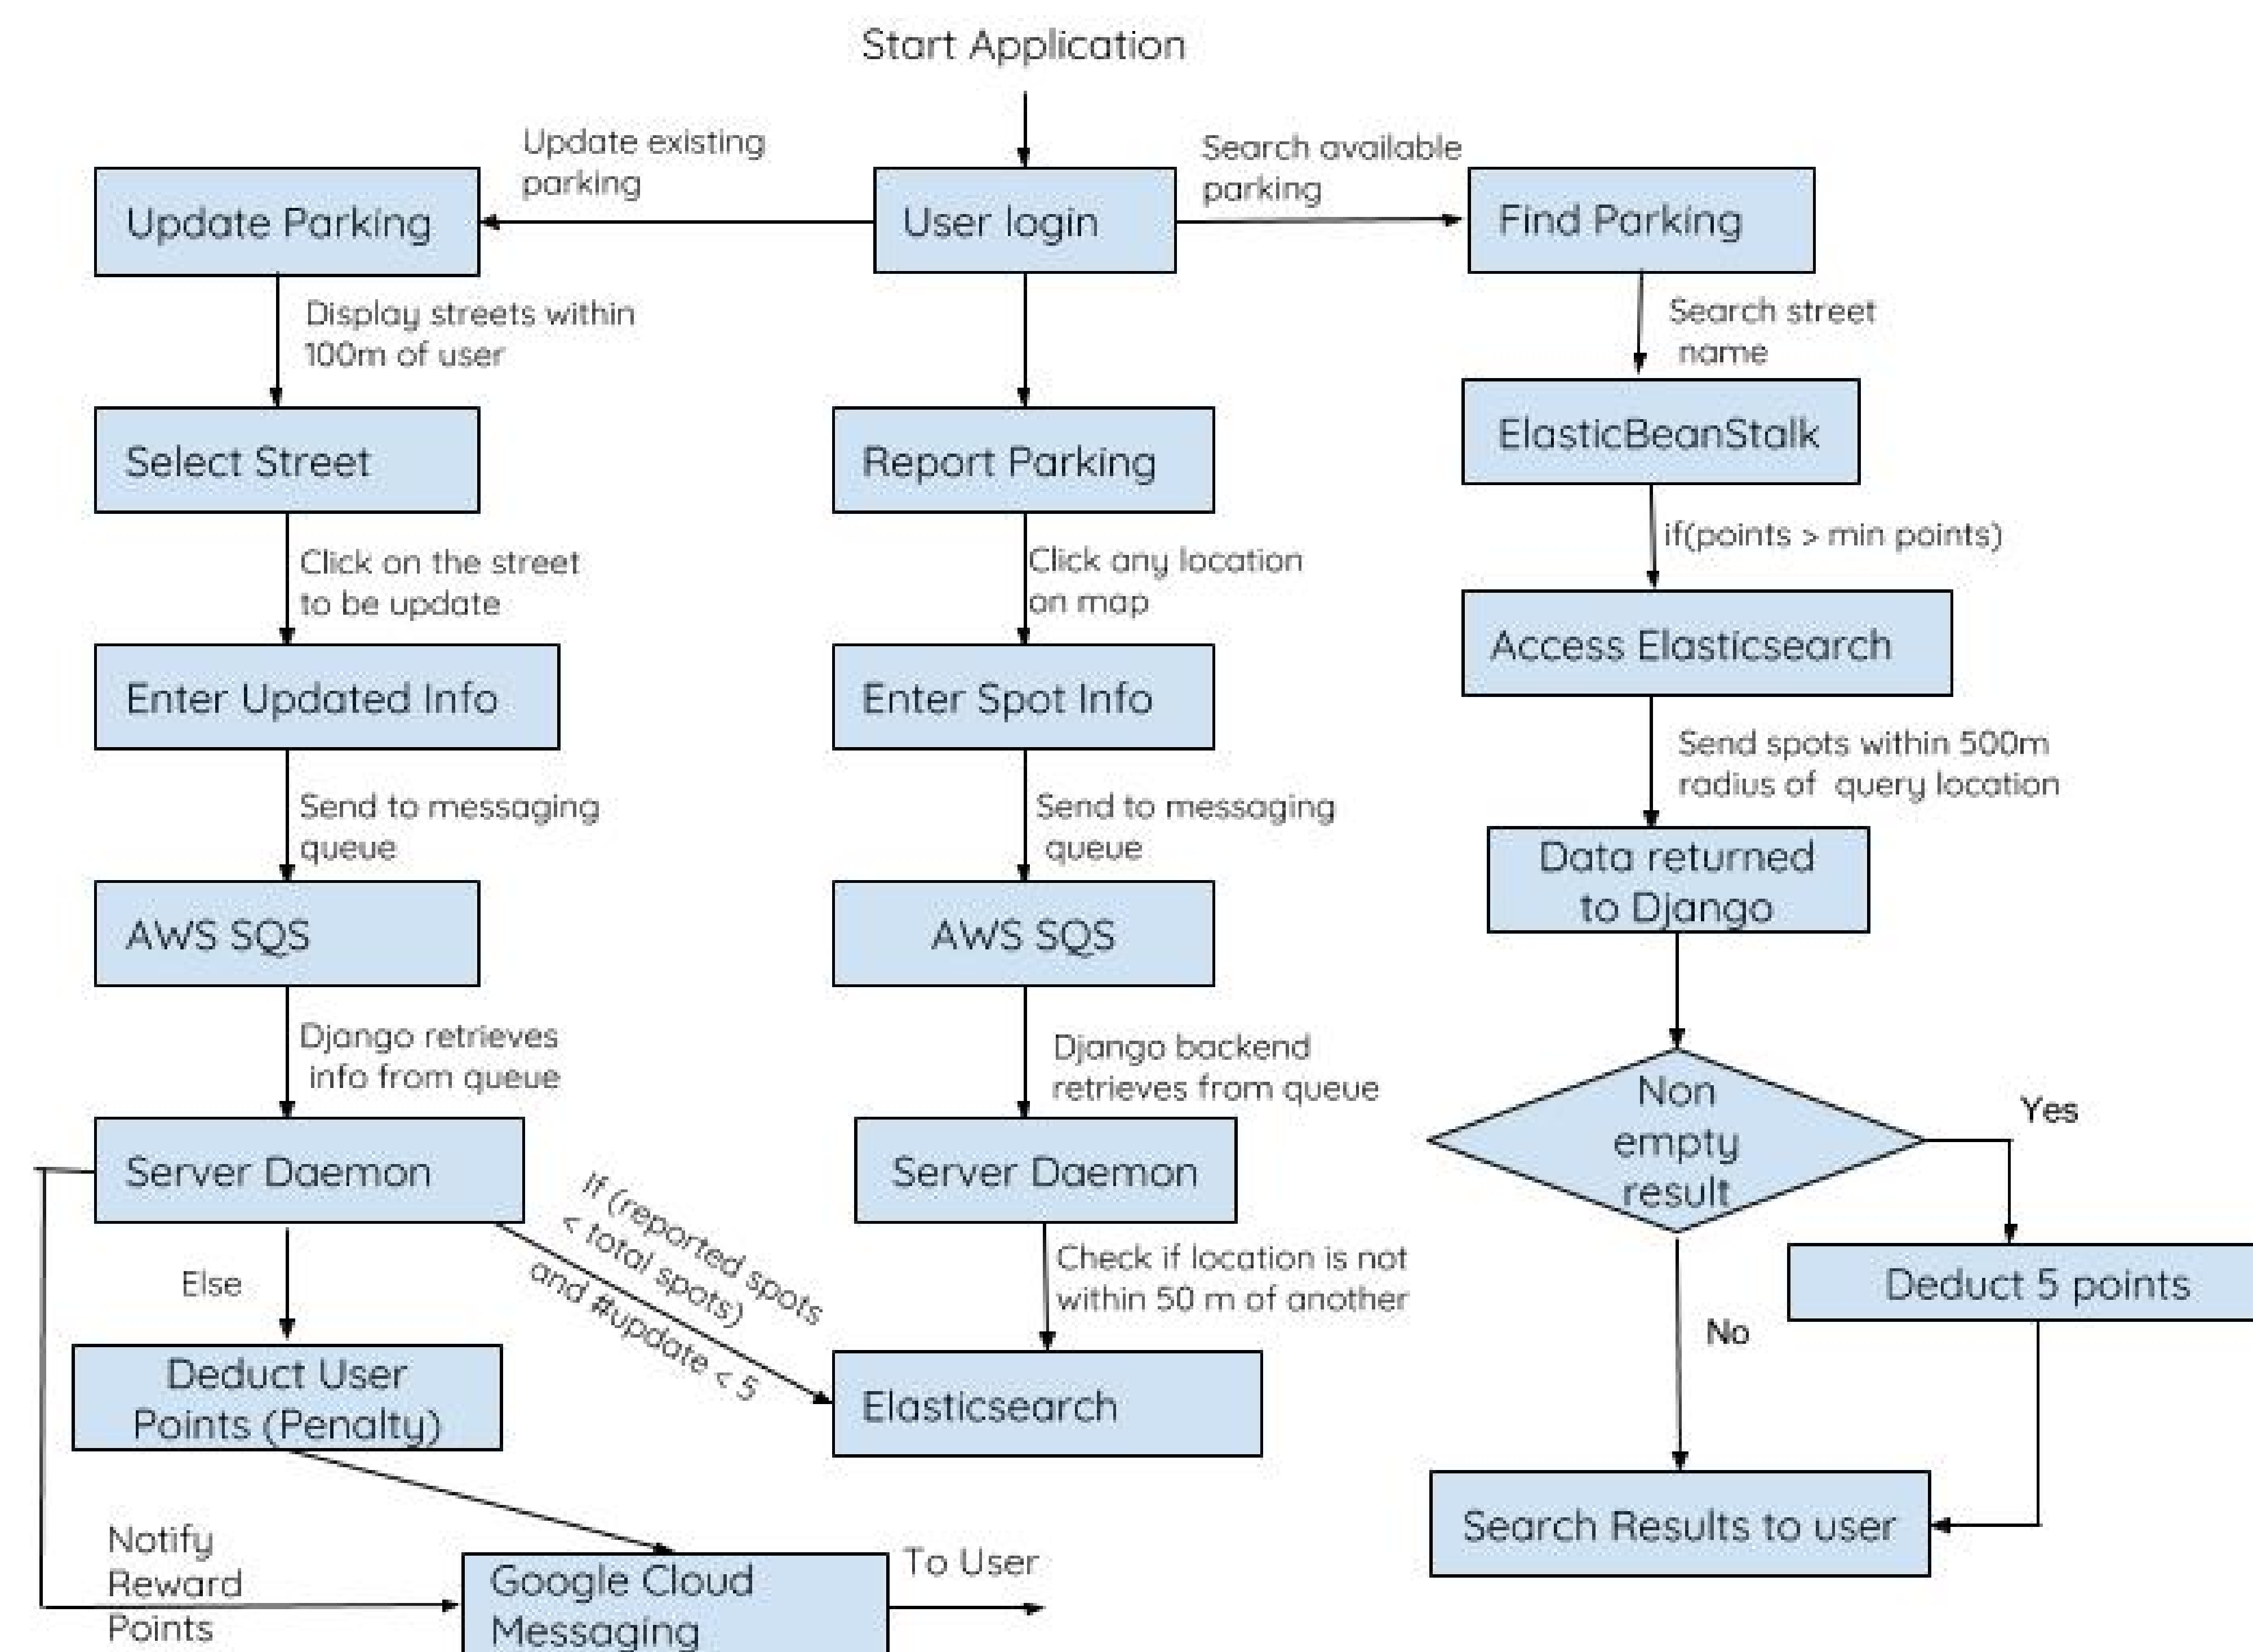 Start Application
Update existing
parking
Search available
parking
Update Parking
User login
Find Parking
Display streets within
100m of user
Search street
name
Select Street
Report Parking
ElasticBeanStalk
Click on the street
to be update
Click any location
on map
if(points > min points)
Enter Updated Info
Enter Spot Info
Access Elasticsearch
Send to messaging
queue
Send to messaging
queue
Send spots within 500m
radius of query location
AWS SQS
AWS SQS
Data returned
to Django
Django retrieves
info from queue
Django backend
retrieves from queue
Non
empty
result
Yes
Server Daemon
Server Daemon
If (reported spots
< total spots)
and #update < 5
Else
Check if location is not
within 50 m of another
Deduct 5 points
No
Deduct User
Points (Penalty)
Elasticsearch
Search Results to user
Notify
Reward
Points
Google Cloud
Messaging
To User